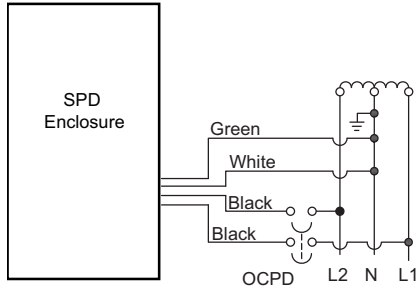 SPD
Enclosure
Green
White
Black
Black
OCPD L2 N L1